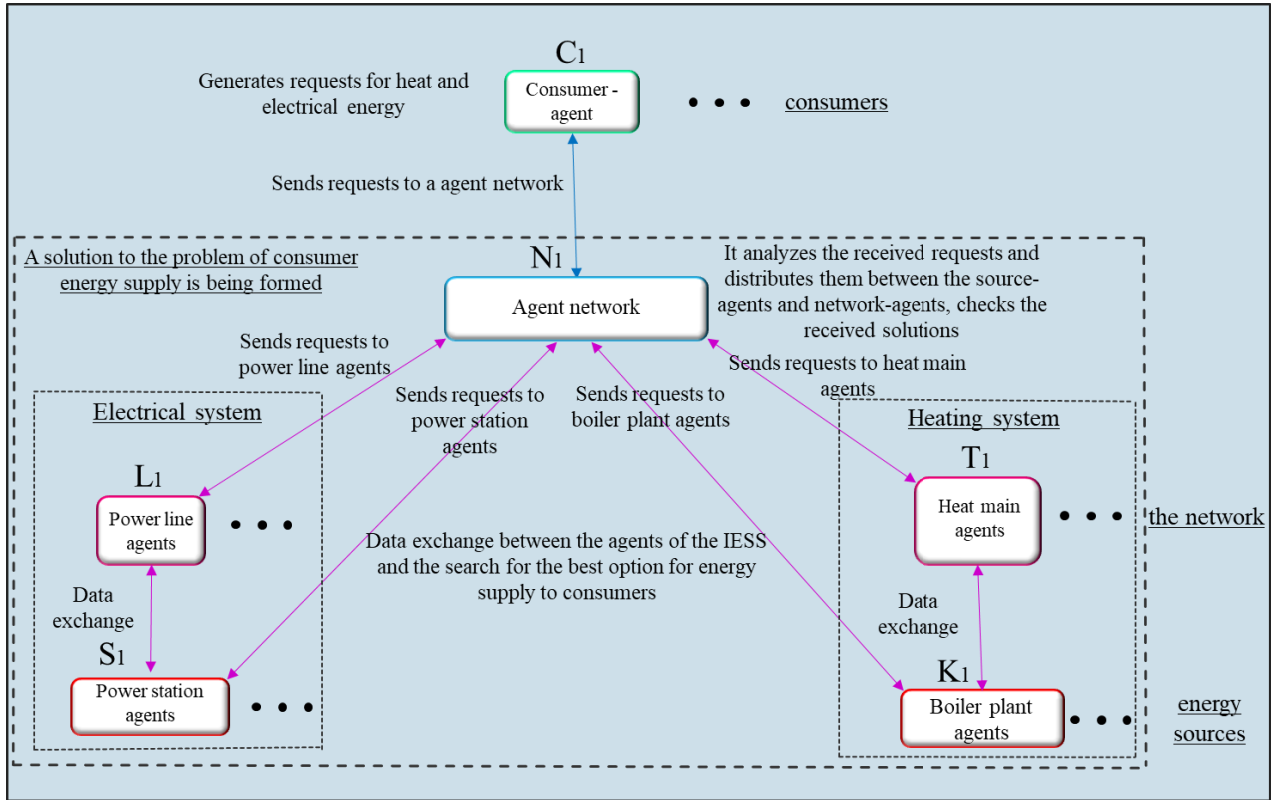 C1
Generates requests for heat and
electrical energy
Consumer -
agent
• • •
consumers
Sends requests to a agent network
A solution to the problem of consumer
energy supply is being formed
N1
Agent network
It analyzes the received requests and
distributes them between the source-
agents and network-agents, checks the
received solutions
Sends requests to
power line agents
Sends requests to
power station
agents
Sends requests to
boiler plant agents
Sends requests to heat main
agents
Electrical system
L1
Power line
agents
• • •
Data
exchange
S1
Power station
agents
• • •
Data exchange between the agents of the IESS
and the search for the best option for energy
supply to consumers
Heating system
T1
Heat main
agents
• • •
the network
Data
exchange
K1
Boiler plant
agents
• • •
energy
sources